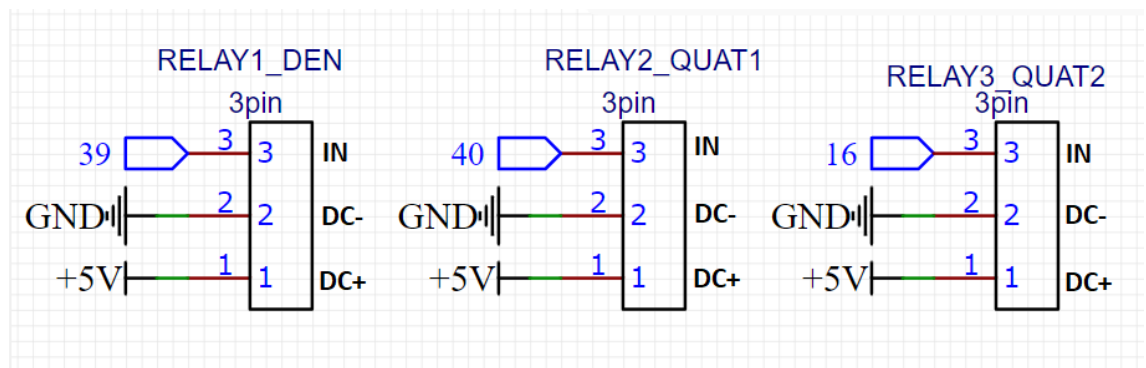 RELAY1_DEN
3pin
39 3 3 IN
GND 2 2 DC-
+5V 1 1 DC+
RELAY2_QUAT1
3pin
40 3 3 IN
GND 2 2 DC-
+5V 1 1 DC+
RELAY3_QUAT2
3pin
16 3 3 IN
GND 2 2 DC-
+5V 1 1 DC+